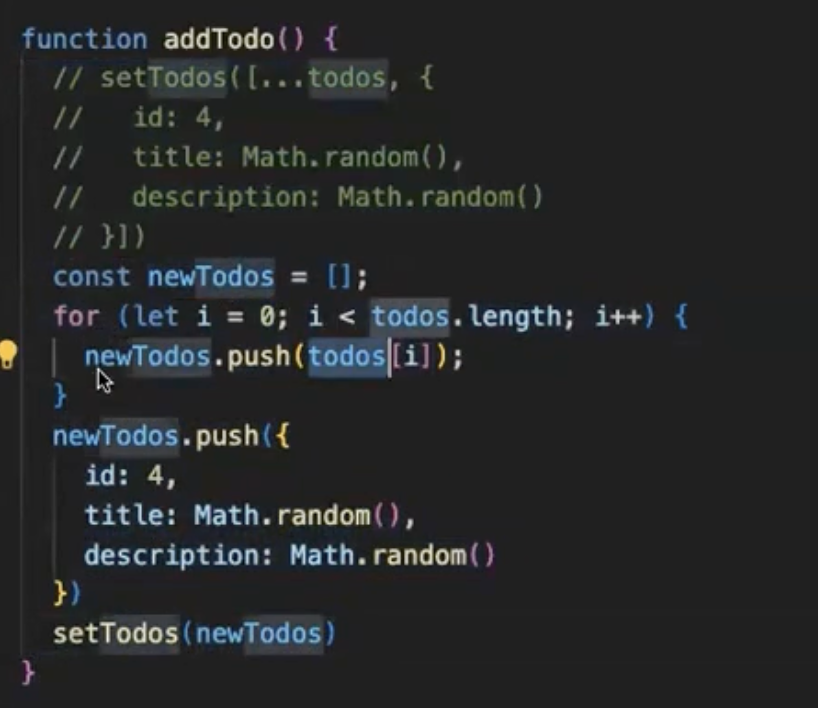 function addTodo() {
// setTodos([...todos, {
//   id: 4,
//   title: Math.random(),
//   description: Math.random()
// }])
const newTodos = [];
for (let i = 0; i < todos.length; i++) {
newTodos.push(todos[i]);
}
newTodos.push({
id: 4,
title: Math.random(),
description: Math.random()
})
setTodos(newTodos)
}